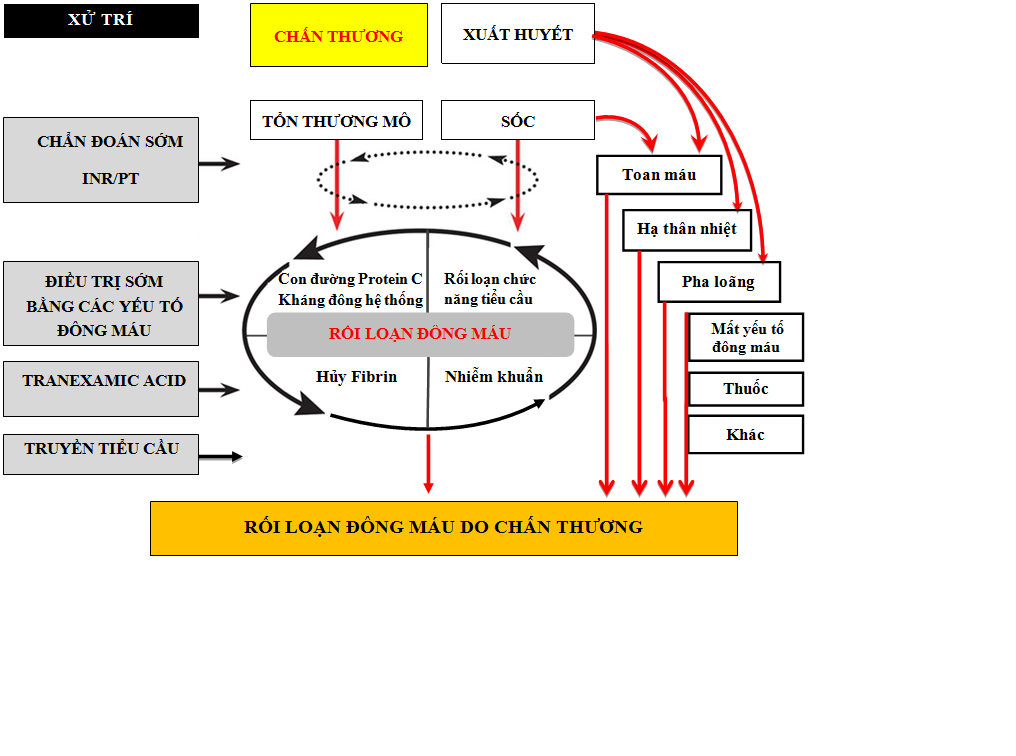 XỬ TRÍ
CHẤN THƯƠNG
XUẤT HUYẾT
TỔN THƯƠNG MÔ
SỐC
CHẨN ĐOÁN SỚM
INR/PT
Toan máu
Hạ thân nhiệt
Pha loãng
Mất yếu tố
đông máu
Thuốc
Khác
ĐIỀU TRỊ SỚM
BẰNG CÁC YẾU TỐ
ĐÔNG MÁU
TRANEXAMIC ACID
TRUYỀN TIỂU CẦU
Con đường Protein C
Kháng đông hệ thống
Rối loạn chức
năng tiểu cầu
RỐI LOẠN ĐÔNG MÁU
Hủy Fibrin
Nhiễm khuẩn
RỐI LOẠN ĐÔNG MÁU DO CHẤN THƯƠNG